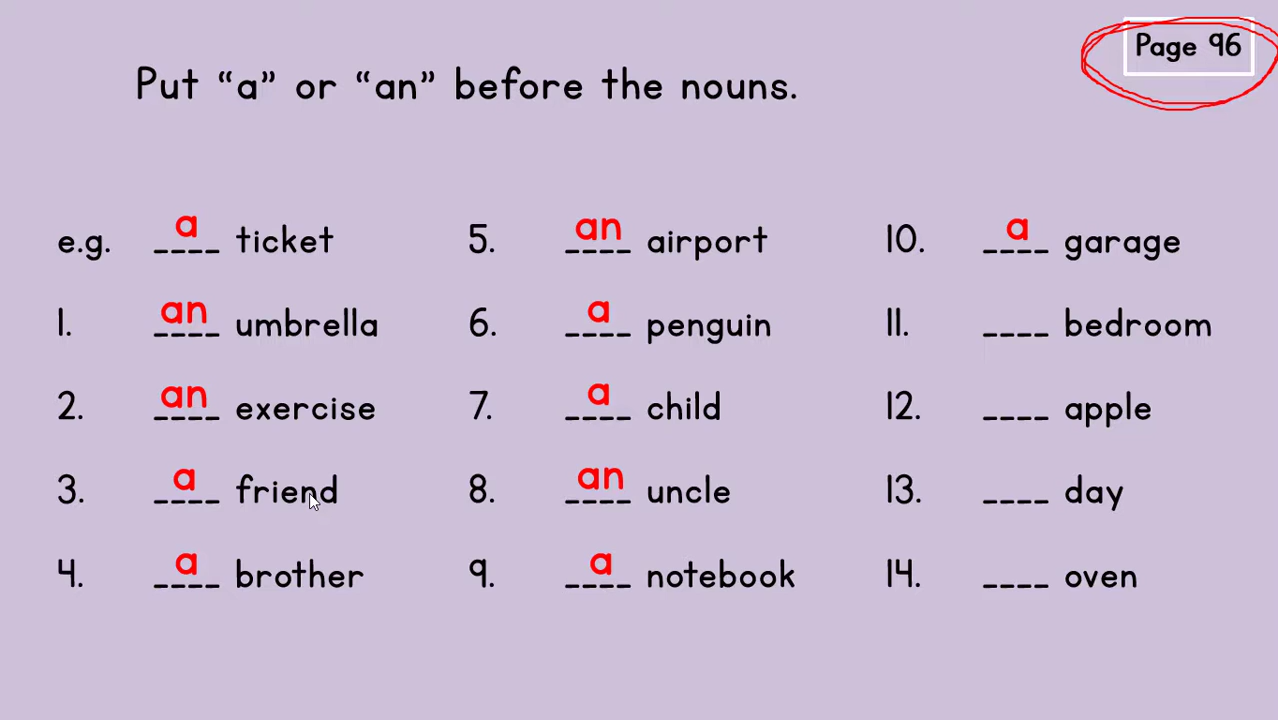 Page 96
Put “a” or “an” before the nouns.
e.g. a ticket
1. an umbrella
2. an exercise
3. a friend
4. a brother
5. an airport
6. a penguin
7. a child
8. an uncle
9. a notebook
10. a garage
11. ____ bedroom
12. ____ apple
13. ____ day
14. ____ oven